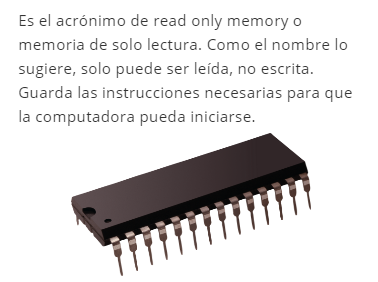 Es el acrónimo de read only memory o
memoria de solo lectura. Como el nombre lo
sugiere, solo puede ser leída, no escrita.
Guarda las instrucciones necesarias para que
la computadora pueda iniciarse.